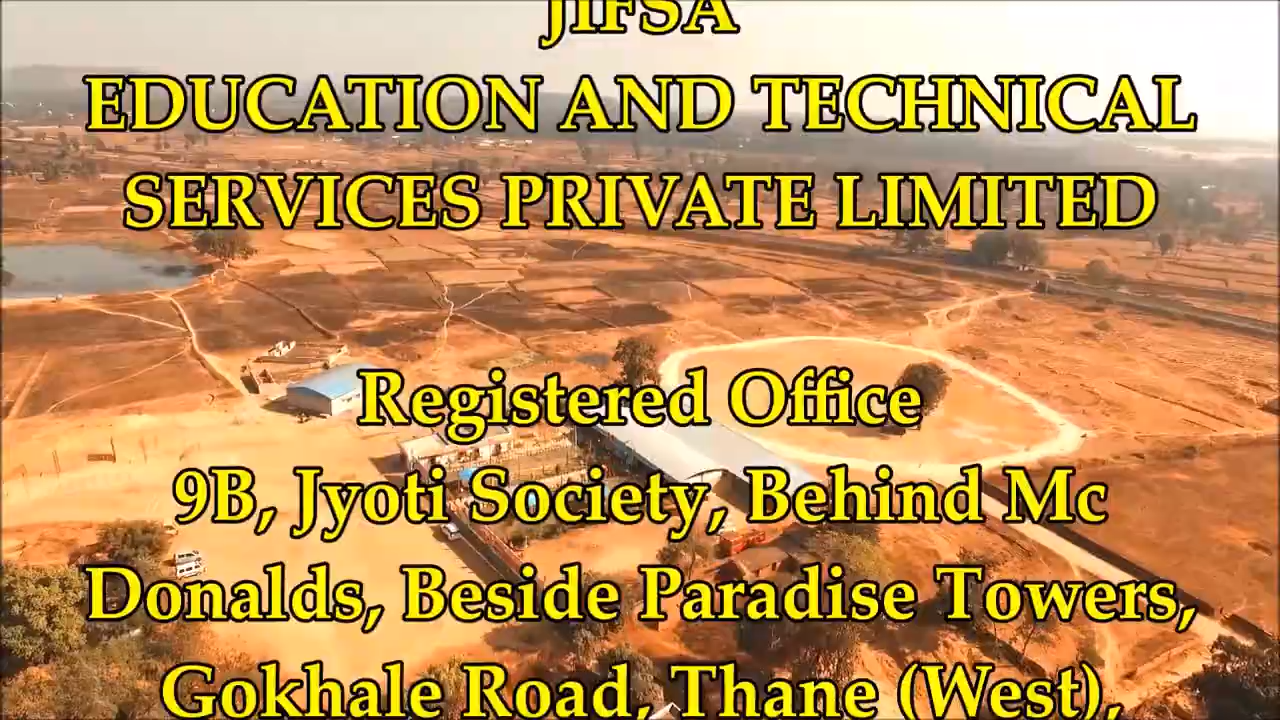 JIFSA
EDUCATION AND TECHNICAL
SERVICES PRIVATE LIMITED
Registered Office
9B, Jyoti Society, Behind Mc
Donalds, Beside Paradise Towers,
Gokhale Road, Thane (West),